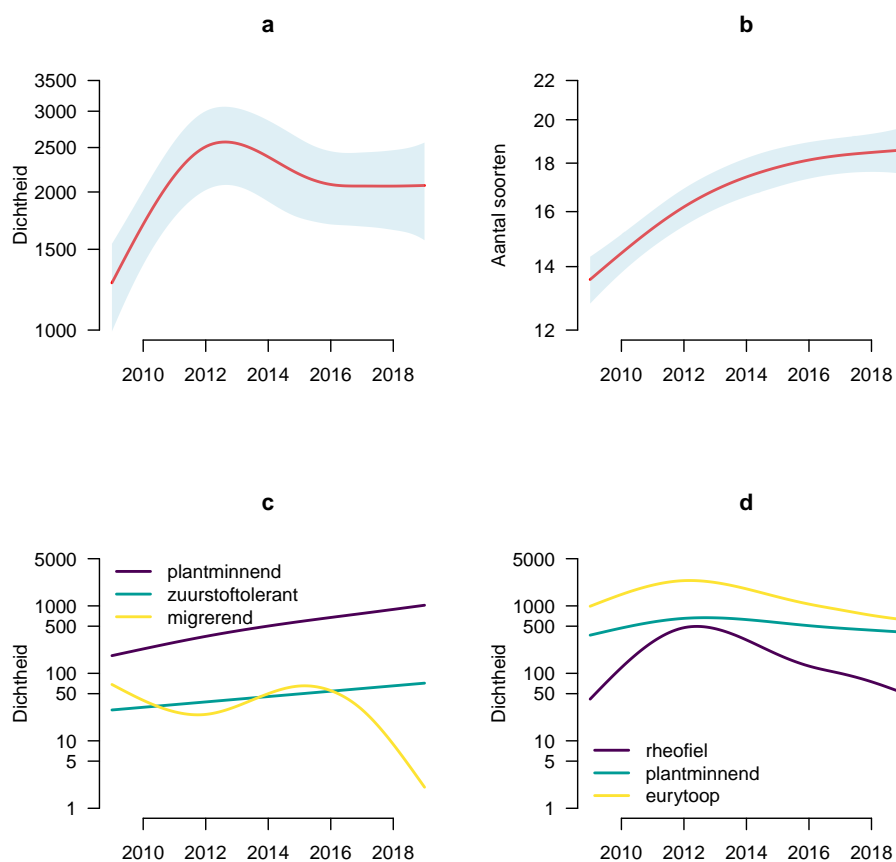 a
3500
3000
2500
2000
1500
1000
Dichtheid
2010 2012 2014 2016 2018
b
22
20
18
16
14
12
Aantal soorten
2010 2012 2014 2016 2018
c
5000
1000
500
100
50
10
5
1
Dichtheid
plantminnend
zuurstoftolerant
migrerend
2010 2012 2014 2016 2018
d
5000
1000
500
100
50
10
5
1
Dichtheid
rheofiel
plantminnend
eurytoop
2010 2012 2014 2016 2018